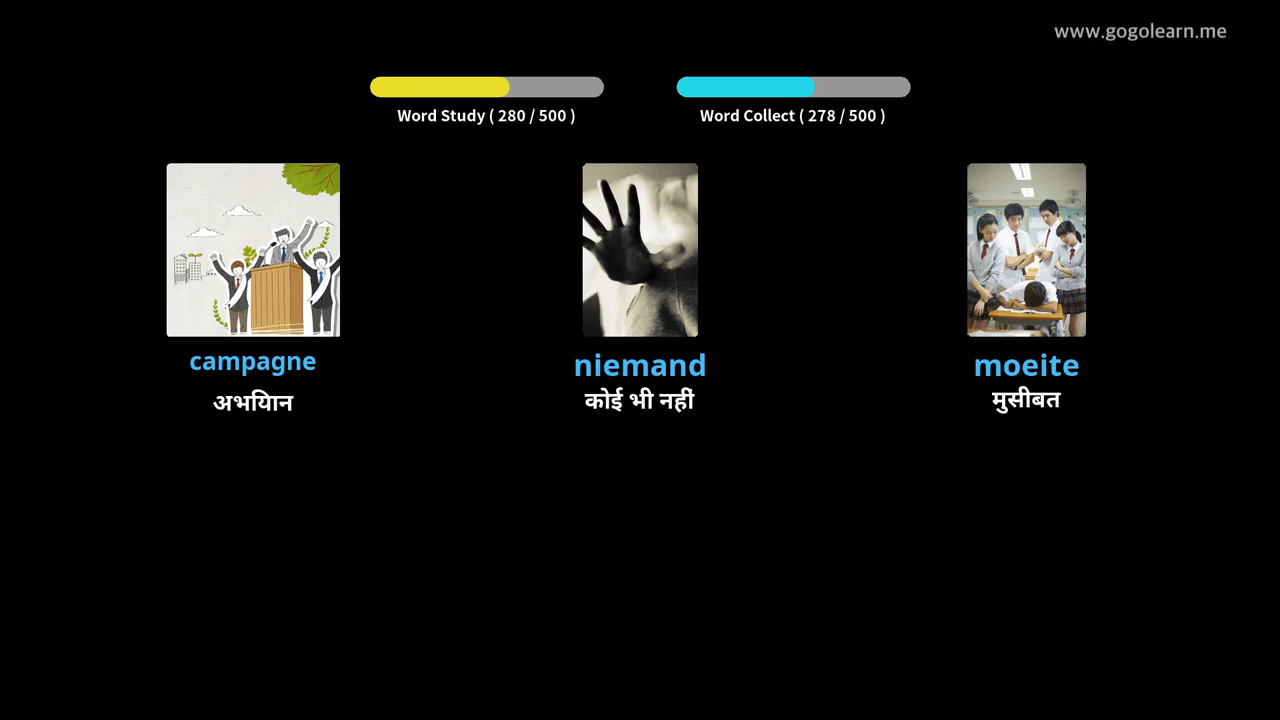 www.gogolearn.me
Word Study ( 280 / 500 )
Word Collect ( 278 / 500 )
campagne
niemand
moeite
अभियान
कोई भी नहीं
मुसीबत